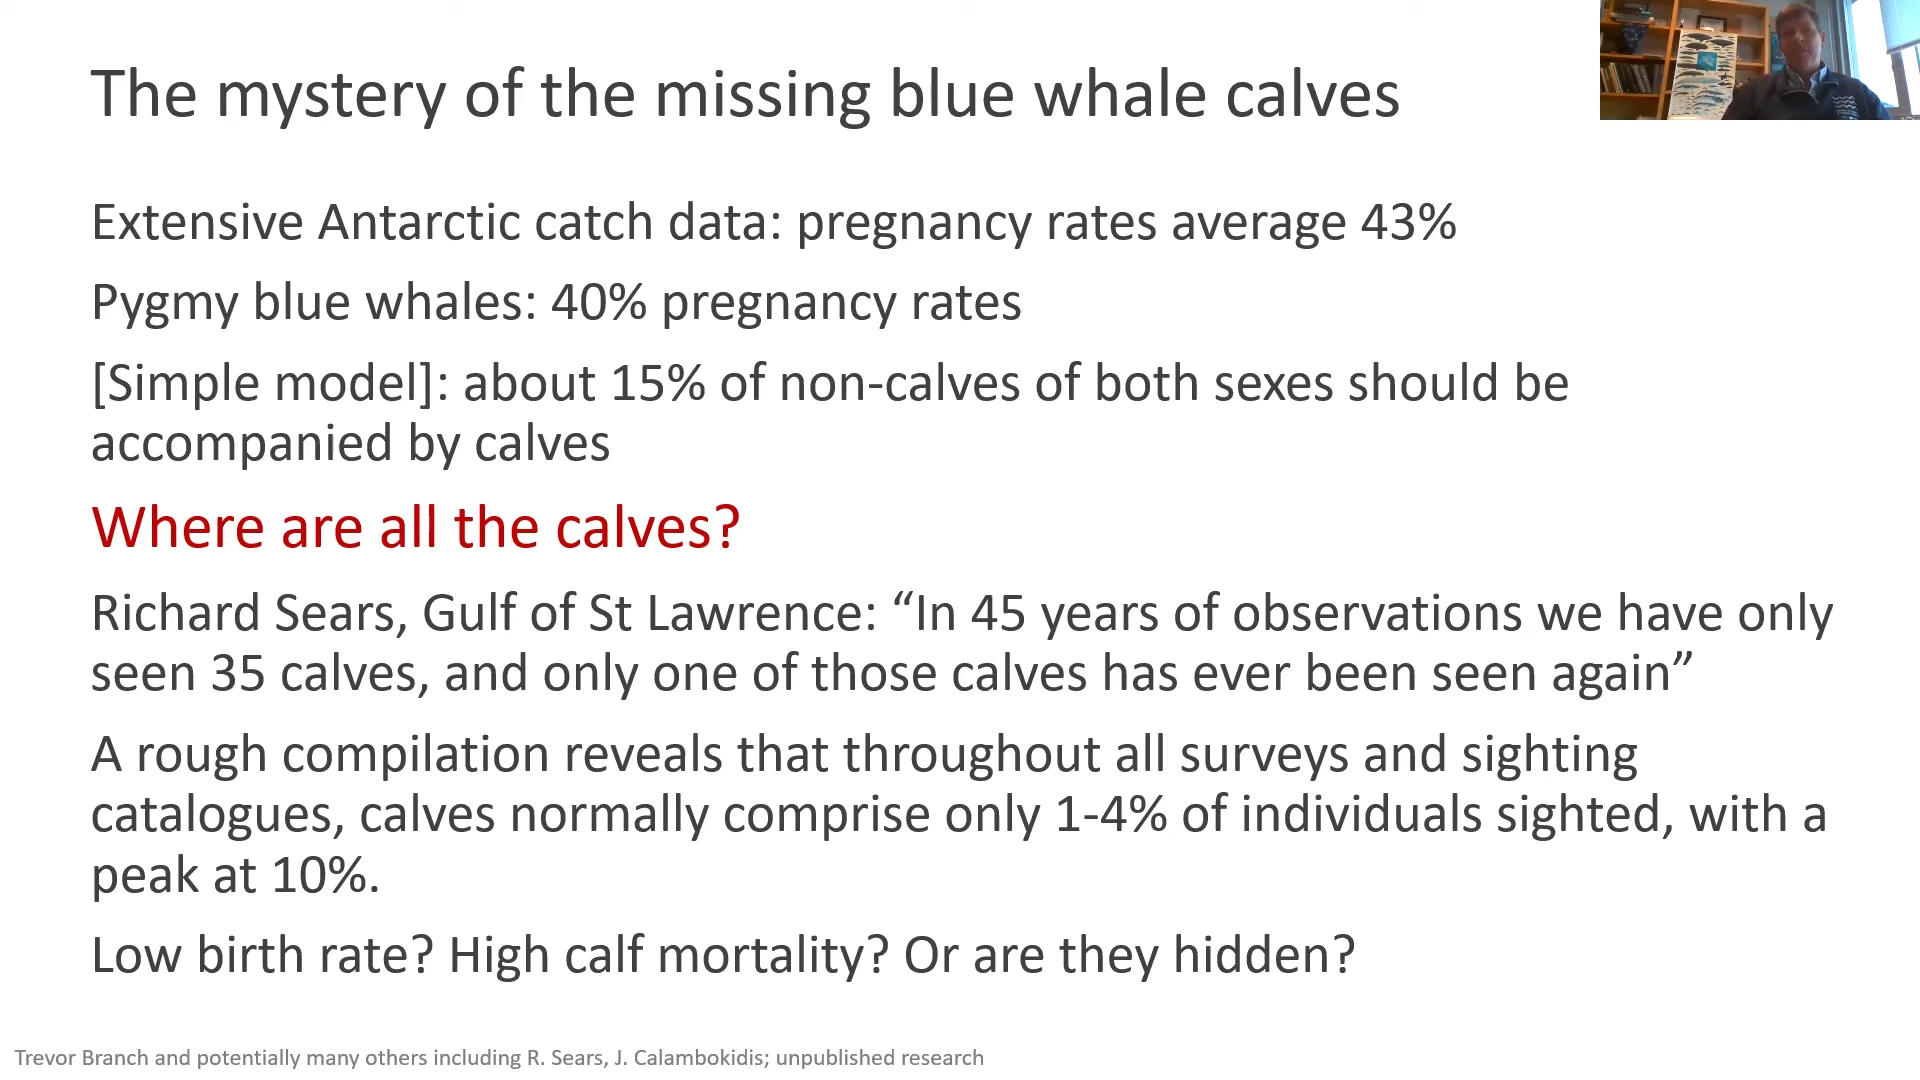 The mystery of the missing blue whale calves
Extensive Antarctic catch data: pregnancy rates average 43%
Pygmy blue whales: 40% pregnancy rates
[Simple model]: about 15% of non-calves of both sexes should be
accompanied by calves
Where are all the calves?
Richard Sears, Gulf of St Lawrence: “In 45 years of observations we have only
seen 35 calves, and only one of those calves has ever been seen again”
A rough compilation reveals that throughout all surveys and sighting
catalogues, calves normally comprise only 1-4% of individuals sighted, with a
peak at 10%.
Low birth rate? High calf mortality? Or are they hidden?
Trevor Branch and potentially many others including R. Sears, J. Calambokidis; unpublished research